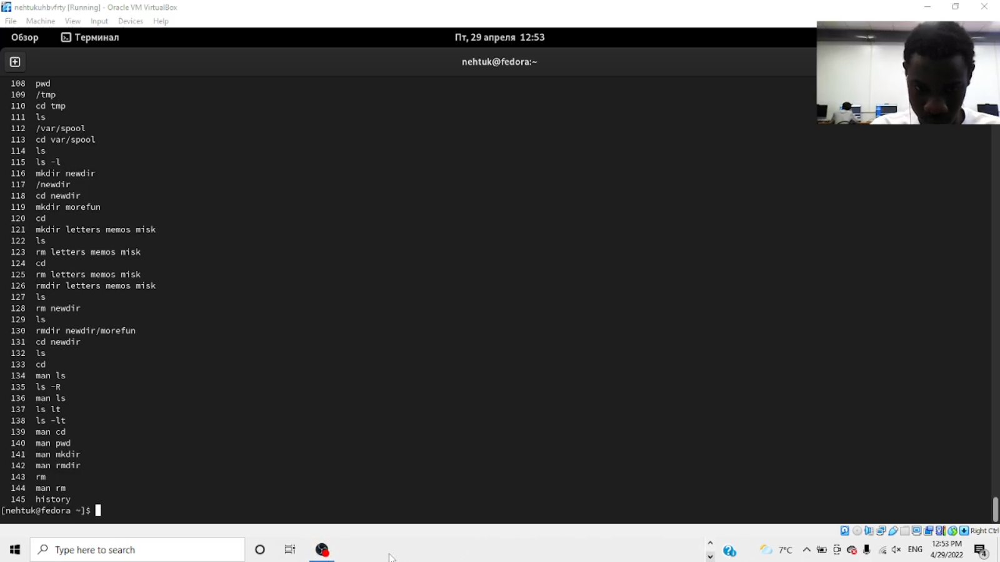 nehtukuhbvfrty [Running] - Oracle VM VirtualBox
File Machine View Input Devices Help
Обзор Терминал Пт, 29 апреля 12:53
nehtuk@fedora:~
108 pwd
109 /tmp
110 cd tmp
111 ls
112 /var/spool
113 cd var/spool
114 ls
115 ls -l
116 mkdir newdir
117 /newdir
118 cd newdir
119 mkdir morefun
120 cd
121 mkdir letters memos misk
122 ls
123 rm letters memos misk
124 cd
125 rm letters memos misk
126 rmdir letters memos misk
127 ls
128 rm newdir
129 ls
130 rmdir newdir/morefun
131 cd newdir
132 ls
133 cd
134 man ls
135 ls -R
136 man ls
137 ls lt
138 ls -lt
139 man cd
140 man pwd
141 man mkdir
142 man rmdir
143 rm
144 man rm
145 history
[nehtuk@fedora ~]$
Right Ctrl
Type here to search 7°C ENG 12:53 PM
4/29/2022 4